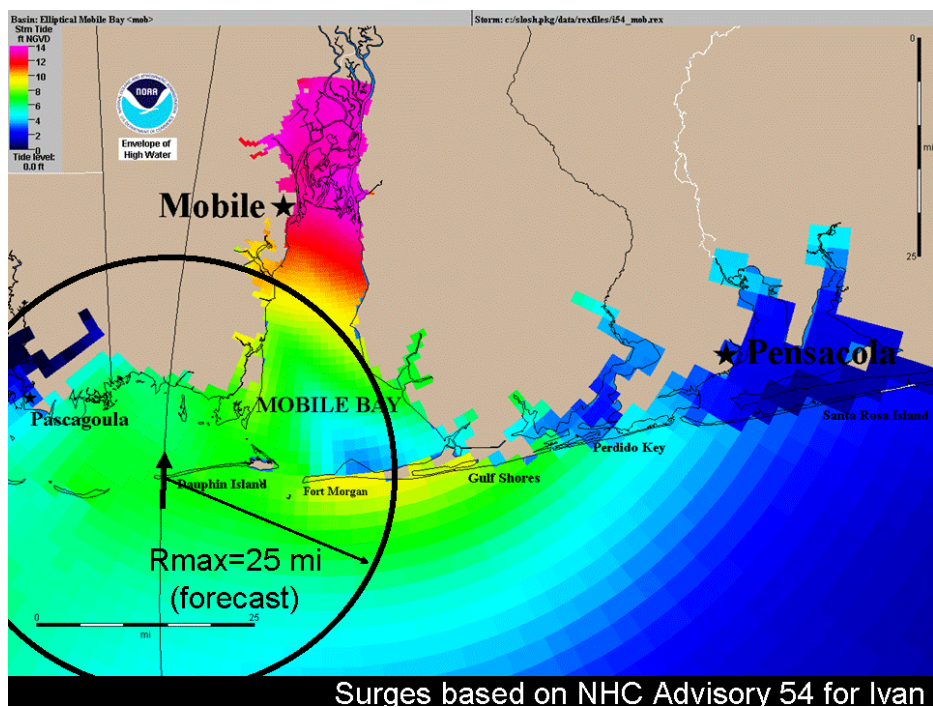 Basin: Elliptical Mobile Bay <mob>
Storm: c:/slosh.pkg/data/rexfiles/i54_mob.rex
Stm Tide
ft NGVD
14
12
10
8
6
4
2
0
Tide level:
0.0 ft
NOAA
Envelope of
High Water
0
25
mi
Mobile
Pensacola
Santa Rosa Island
Perdido Key
MOBILE BAY
Pascagoula
Dauphin Island
Fort Morgan
Gulf Shores
Rmax=25 mi
(forecast)
0
25
mi
Surges based on NHC Advisory 54 for Ivan